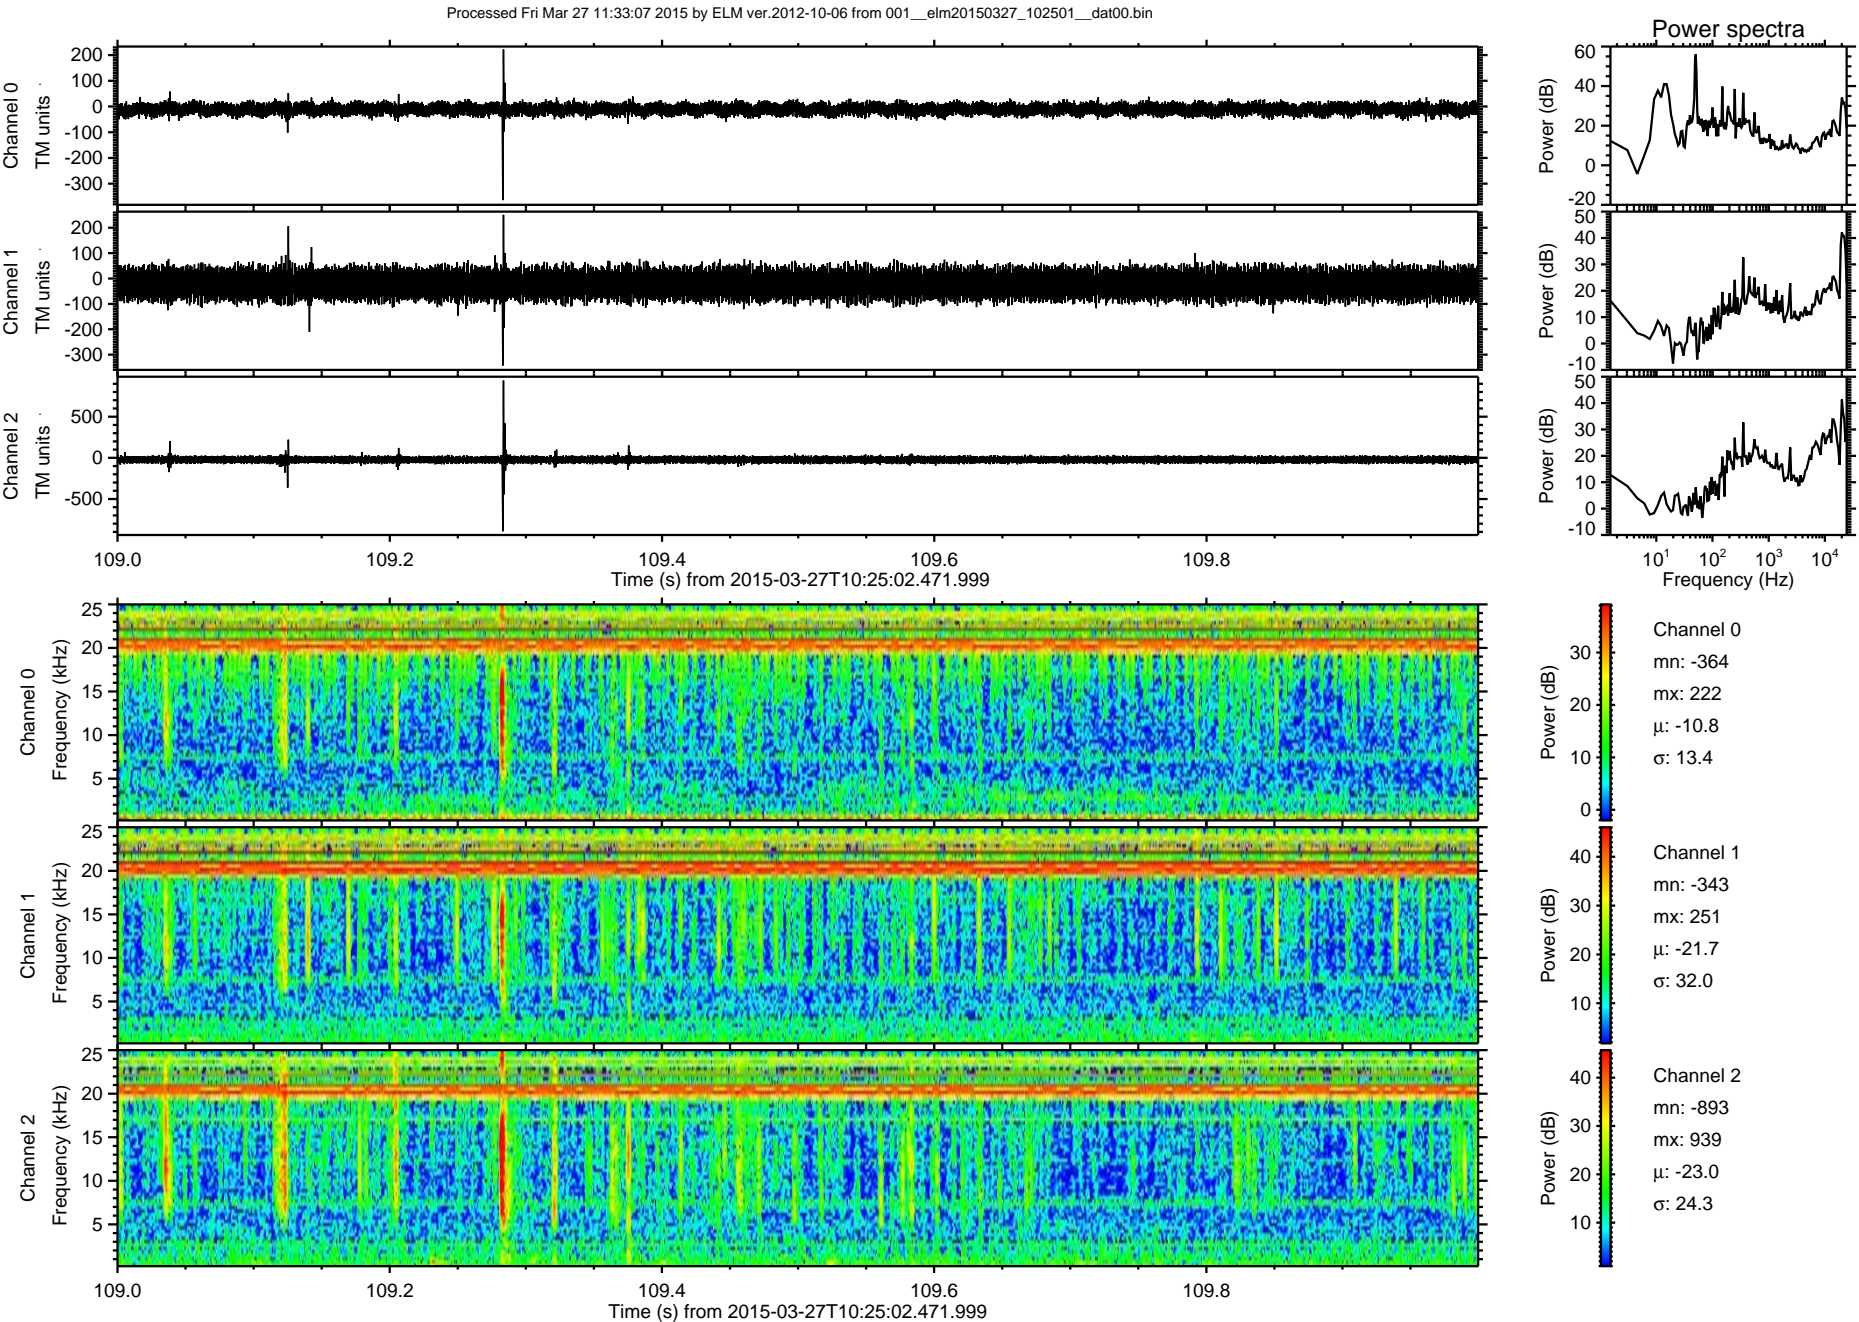 Processed Fri Mar 27 11:33:07 2015 by ELM ver.2012-10-06 from 001__elm20150327_102501__dat00.bin
Power spectra
Channel 0
TM units
200
100
0
-100
-200
-300
Power (dB)
60
40
20
0
-20
Channel 1
TM units
200
100
0
-100
-200
-300
Power (dB)
50
40
30
20
10
0
-10
Channel 2
TM units
500
0
-500
Power (dB)
50
40
30
20
10
0
-10
109.0 109.2 109.4 109.6 109.8
Time (s) from 2015-03-27T10:25:02.471.999
10¹ 10² 10³ 10⁴
Frequency (Hz)
Channel 0
Frequency (kHz)
25
20
15
10
5
Power (dB)
30
20
10
0
Channel 0
mn: -364
mx: 222
µ: -10.8
σ: 13.4
Channel 1
Frequency (kHz)
25
20
15
10
5
Power (dB)
40
30
20
10
Channel 1
mn: -343
mx: 251
µ: -21.7
σ: 32.0
Channel 2
Frequency (kHz)
25
20
15
10
5
Power (dB)
40
30
20
10
Channel 2
mn: -893
mx: 939
µ: -23.0
σ: 24.3
109.0 109.2 109.4 109.6 109.8
Time (s) from 2015-03-27T10:25:02.471.999